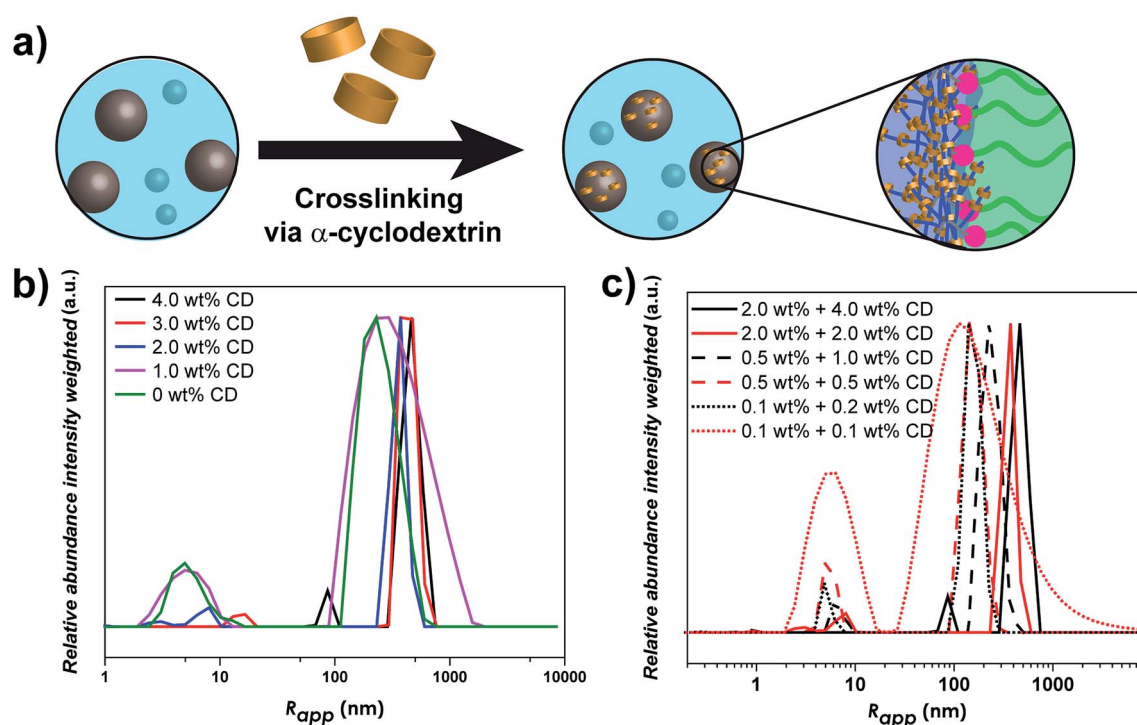 a)
Crosslinking
via α-cyclodextrin
b)
Relative abundance intensity weighted (a.u.)
4.0 wt% CD
3.0 wt% CD
2.0 wt% CD
1.0 wt% CD
0 wt% CD
1
10
100
1000
10000
Rapp (nm)
c)
Relative abundance intensity weighted (a.u.)
2.0 wt% + 4.0 wt% CD
2.0 wt% + 2.0 wt% CD
0.5 wt% + 1.0 wt% CD
0.5 wt% + 0.5 wt% CD
0.1 wt% + 0.2 wt% CD
0.1 wt% + 0.1 wt% CD
1
10
100
1000
Rapp (nm)